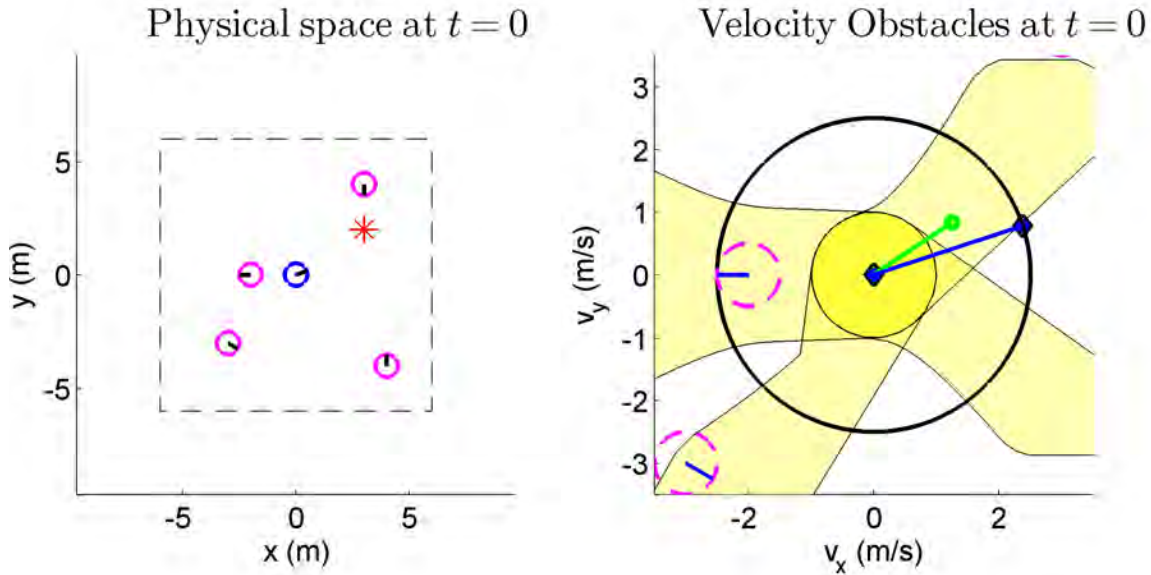 Physical space at t = 0
5
0
-5
y (m)
-5
0
5
x (m)
Velocity Obstacles at t = 0
3
2
1
0
-1
-2
-3
v_y (m/s)
-2
0
2
v_x (m/s)